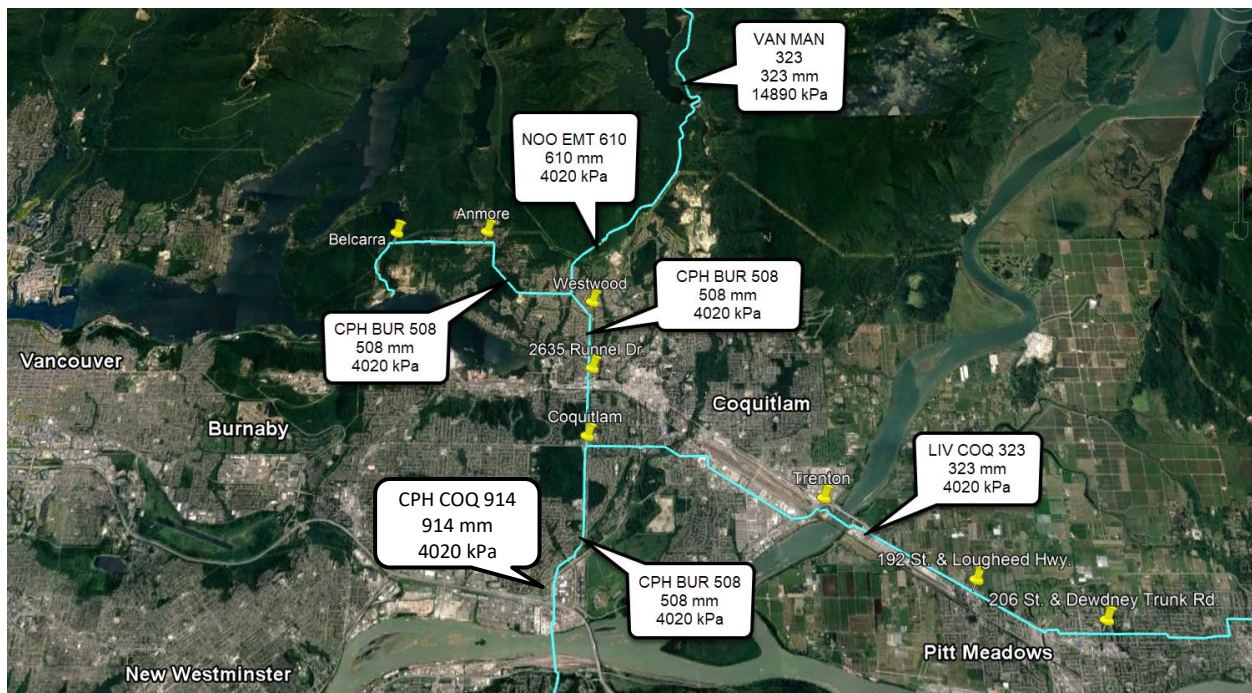 VAN MAN
323
323 mm
14890 kPa
NOO EMT 610
610 mm
4020 kPa
Anmore
Belcarra
Westwood
CPH BUR 508
508 mm
4020 kPa
CPH BUR 508
508 mm
4020 kPa
2635 Runnel Dr.
Vancouver
Burnaby
Coquitlam
Coquitlam
LIV COQ 323
323 mm
4020 kPa
Trenton
CPH COQ 914
914 mm
4020 kPa
192 St. & Lougheed Hwy.
CPH BUR 508
508 mm
4020 kPa
206 St. & Dewdney Trunk Rd.
Pitt Meadows
New Westminster